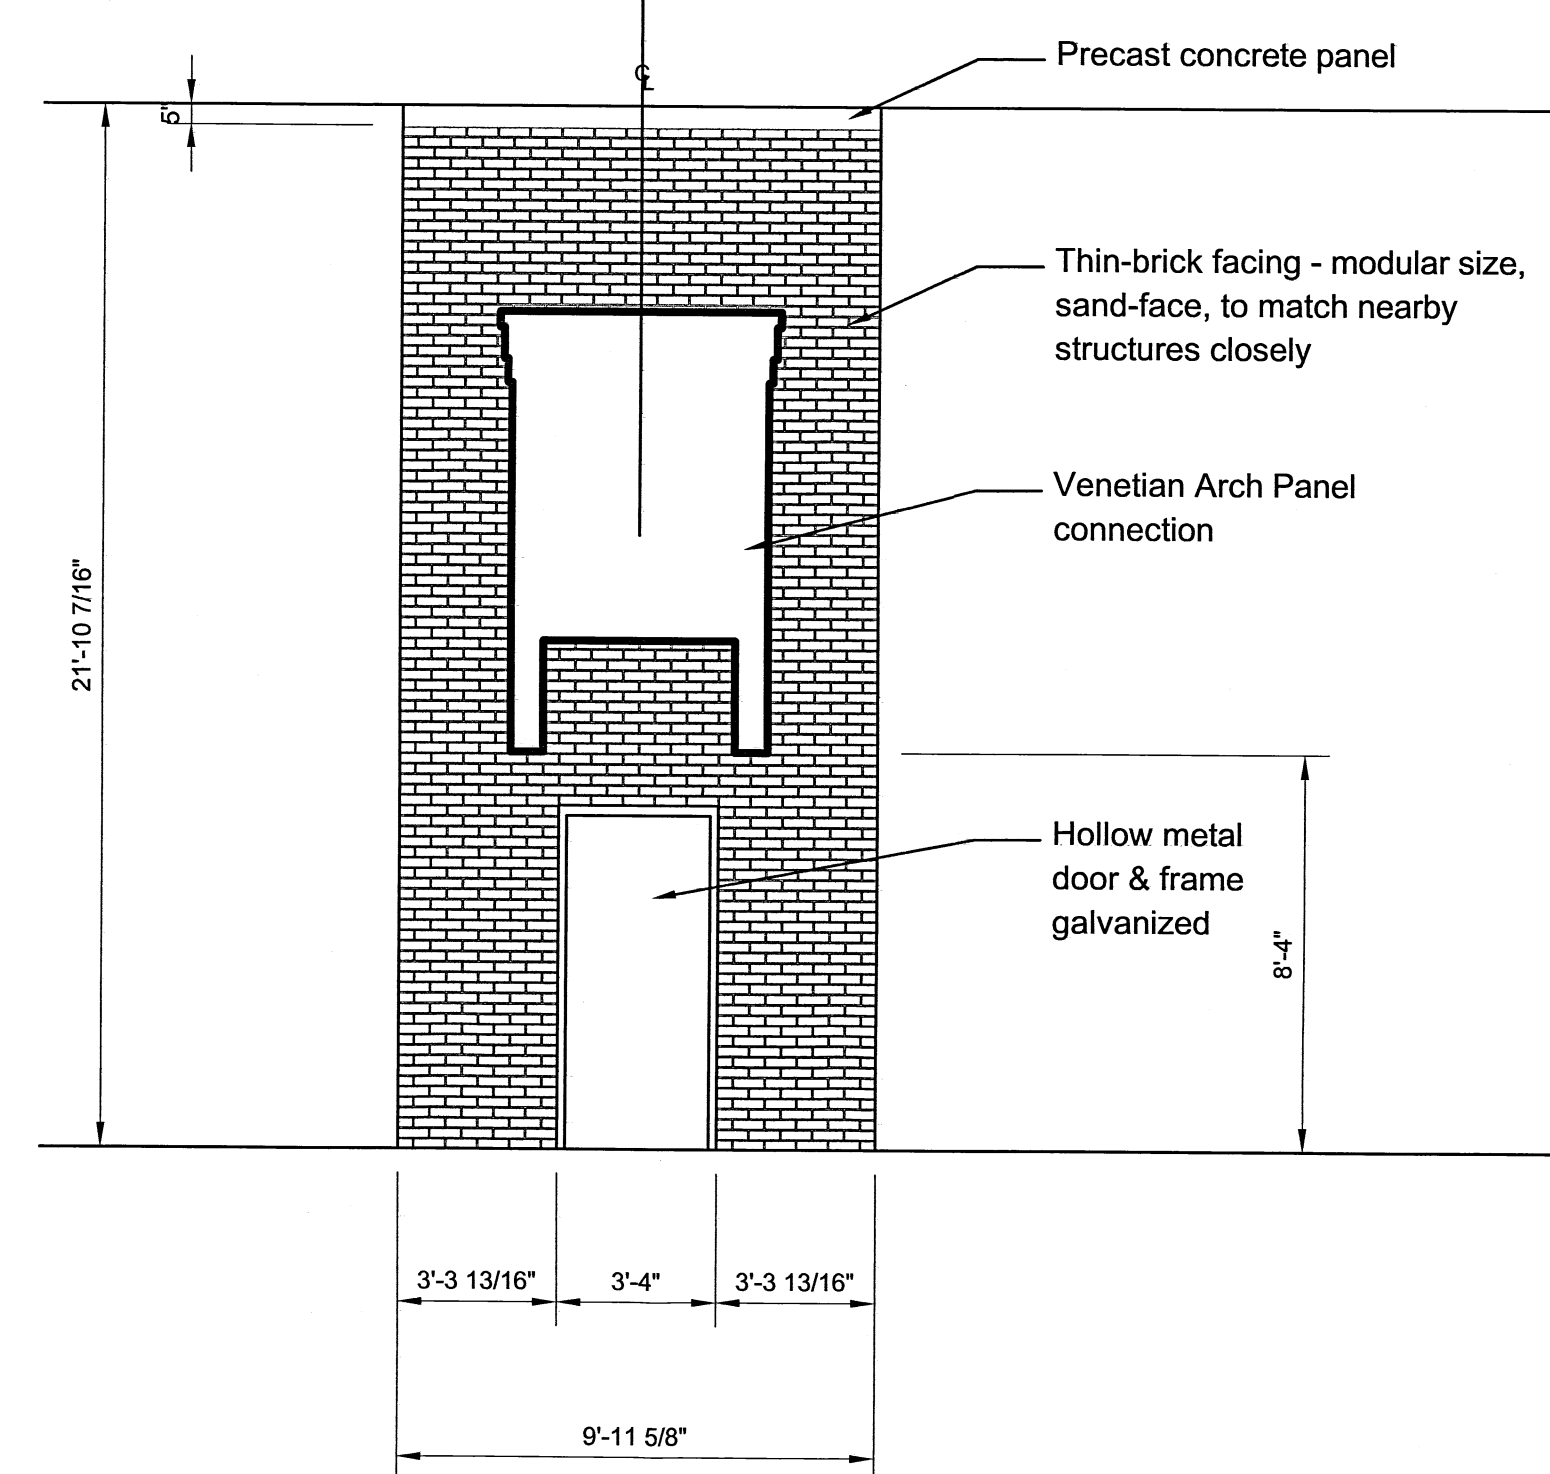 ℄
Precast concrete panel
5"
Thin-brick facing - modular size,
sand-face, to match nearby
structures closely
Venetian Arch Panel
connection
21'-10 7/16"
Hollow metal
door & frame
galvanized
8'-4"
3'-3 13/16"
3'-4"
3'-3 13/16"
9'-11 5/8"